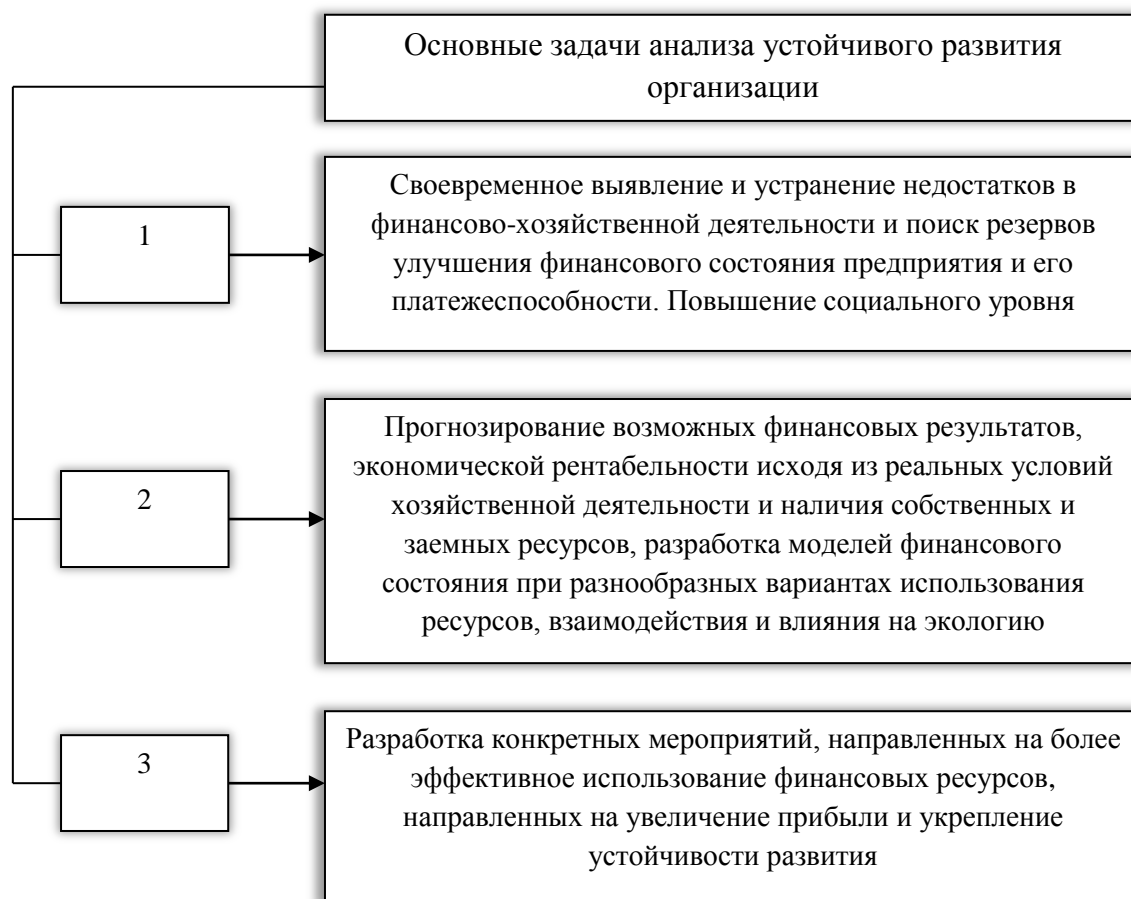 Основные задачи анализа устойчивого развития
организации
1
Своевременное выявление и устранение недостатков в
финансово-хозяйственной деятельности и поиск резервов
улучшения финансового состояния предприятия и его
платежеспособности. Повышение социального уровня
2
Прогнозирование возможных финансовых результатов,
экономической рентабельности исходя из реальных условий
хозяйственной деятельности и наличия собственных и
заемных ресурсов, разработка моделей финансового
состояния при разнообразных вариантах использования
ресурсов, взаимодействия и влияния на экологию
3
Разработка конкретных мероприятий, направленных на более
эффективное использование финансовых ресурсов,
направленных на увеличение прибыли и укрепление
устойчивости развития